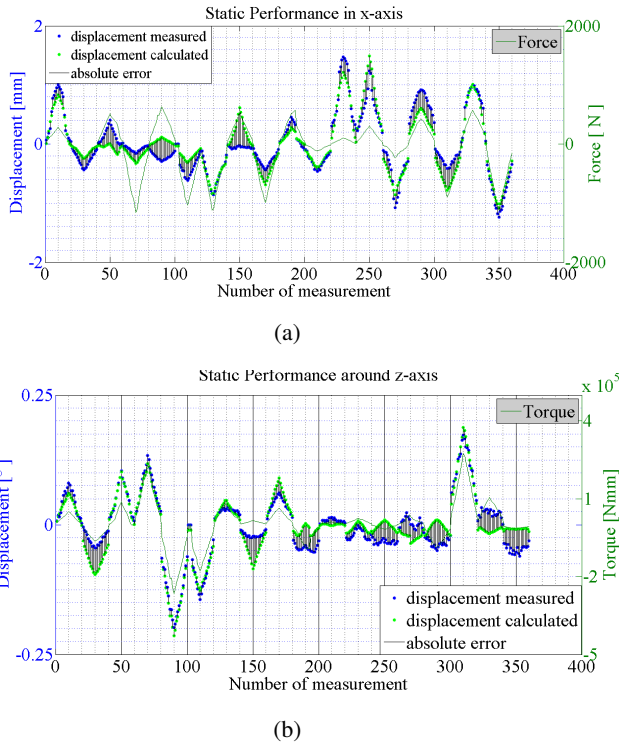 Static Performance in x-axis
2
2000
displacement measured
displacement calculated
absolute error
Force
Displacement [mm]
0
0
Force [ N ]
-2
-2000
0 50 100 150 200 250 300 350 400
Number of measurement
(a)
Static Performance around z-axis
x 10^5
0.25
4
Torque
Displacement [°]
0
1
Torque [Nmm]
-2
displacement measured
displacement calculated
absolute error
-0.25
-5
0 50 100 150 200 250 300 350 400
Number of measurement
(b)